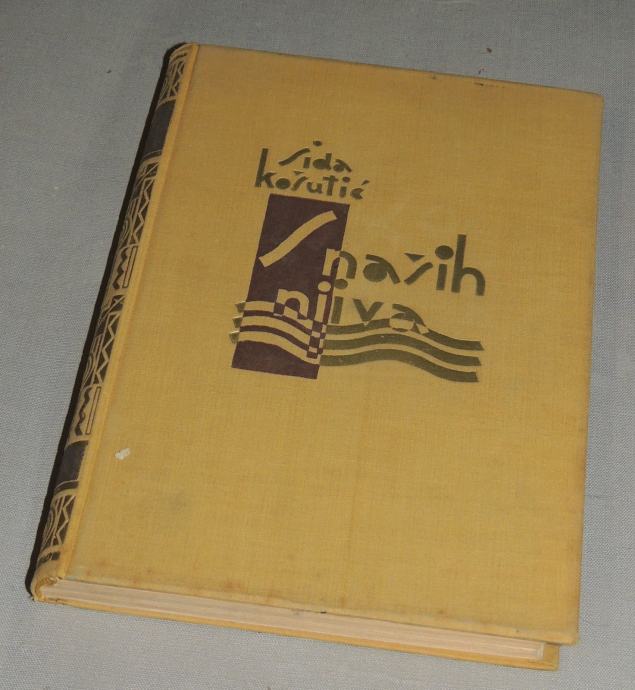 sida
košutić
S naših
njiva